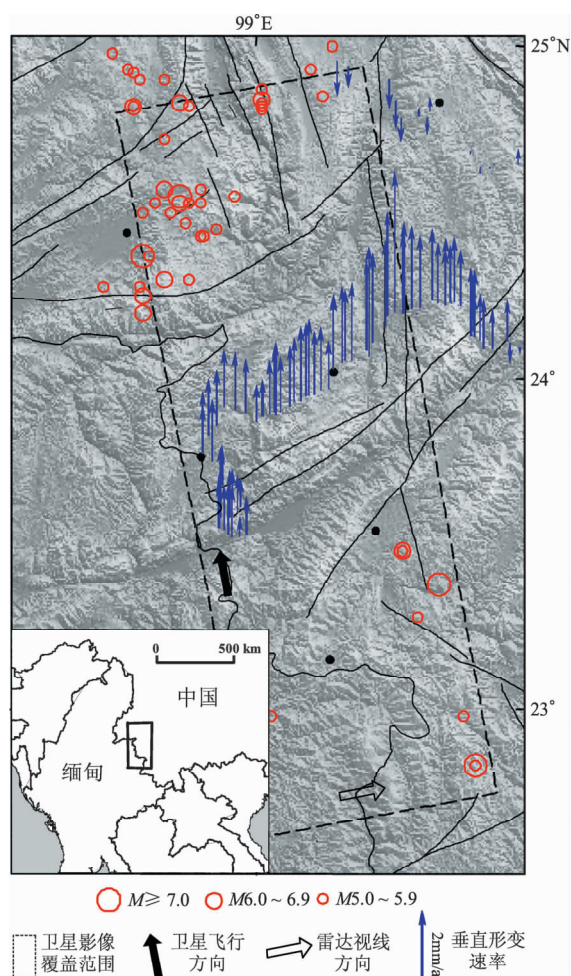 99°E
25°N
24°
23°
0 500 km
中国
缅甸
M≥ 7.0 M6.0～6.9 M5.0～5.9
卫星影像
覆盖范围
卫星飞行
方向
雷达视线
方向
2mm/a
垂直形变
速率